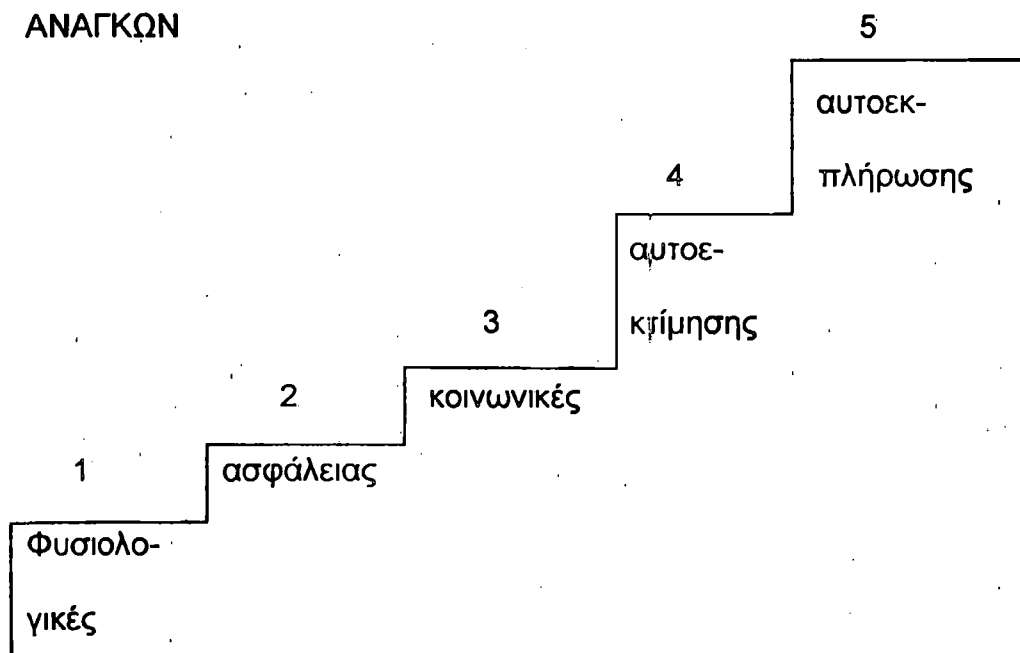 ΑΝΑΓΚΩΝ
5
αυτοεκ-
πλήρωσης
4
αυτοε-
κτίμησης
3
κοινωνικές
2
ασφάλειας
1
Φυσιολο-
γικές